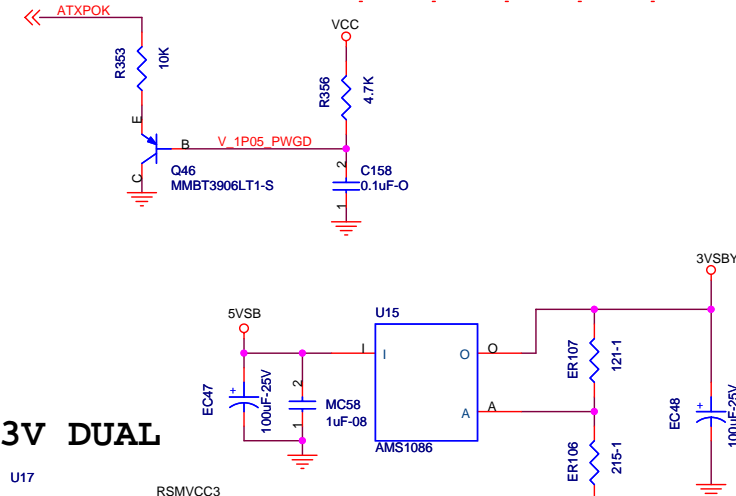 ATXPOK
VCC
R353
10K
R356
4.7K
E
B
V_1P05_PWGD
C
Q46
MMBT3906LT1-S
2
C158
0.1uF-O
1
3VSBY
5VSB
U15
I
I
O
O
ER107
121-1
EC47
+
100uF-25V
2
MC58
1uF-08
1
A
A
AMS1086
EC48
+
100uF-25V
3V DUAL
ER106
215-1
U17
RSMVCC3